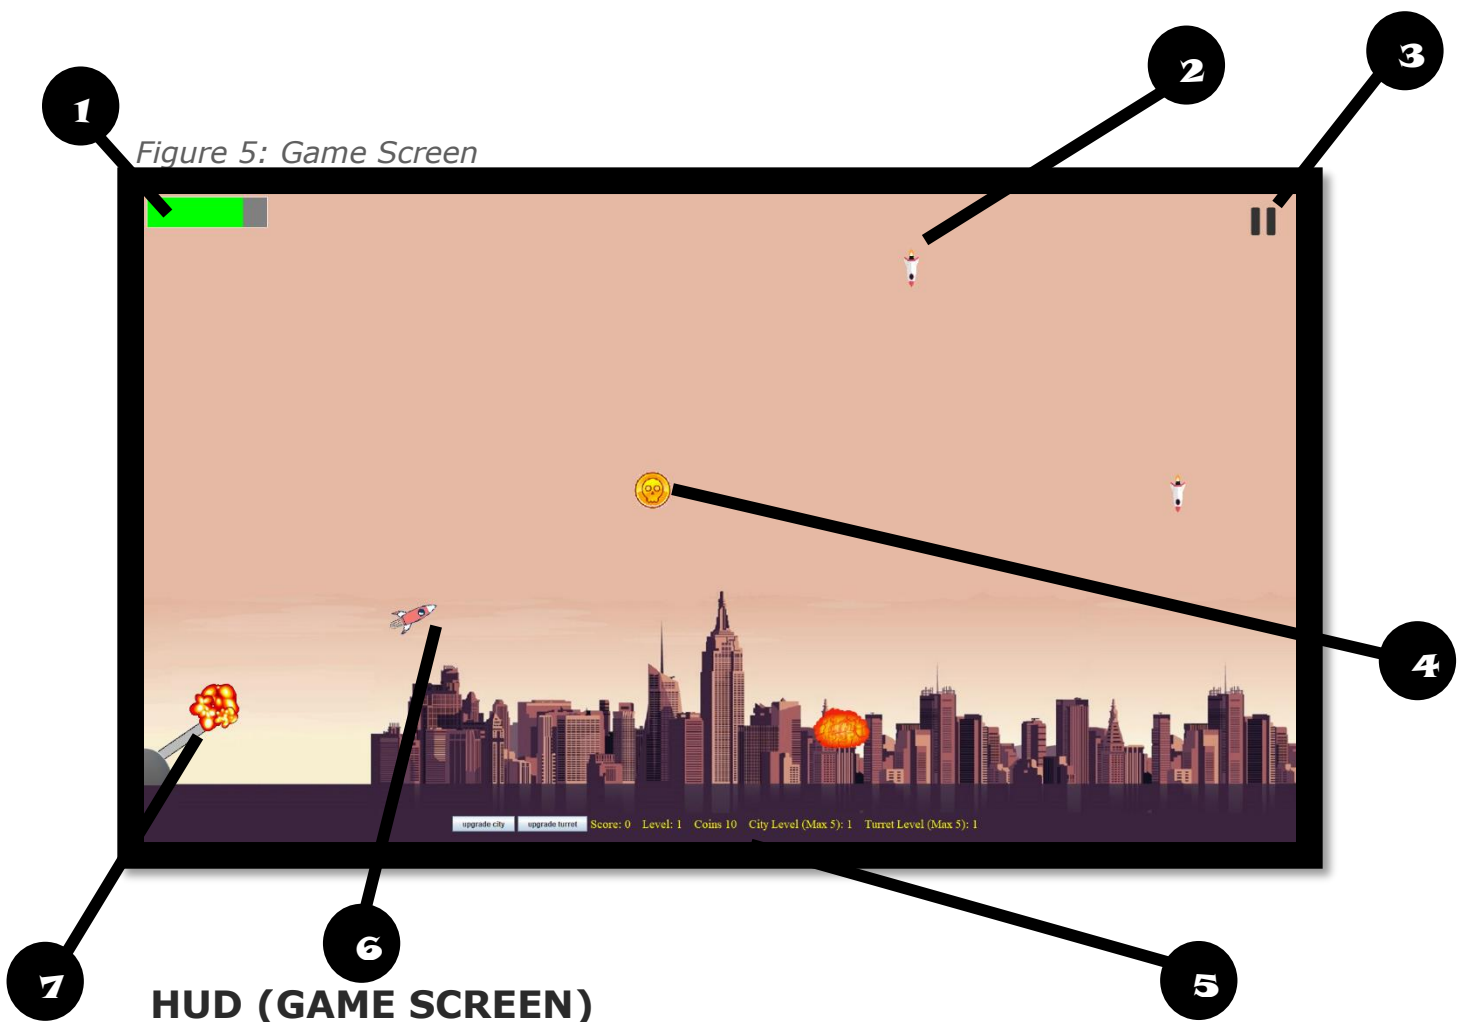 2
3
1
Figure 5: Game Screen
4
upgrade city upgrade turret Score: 0 Level: 1 Coins 10 City Level (Max 5): 1 Turret Level (Max 5): 1
6
7
5
HUD (GAME SCREEN)